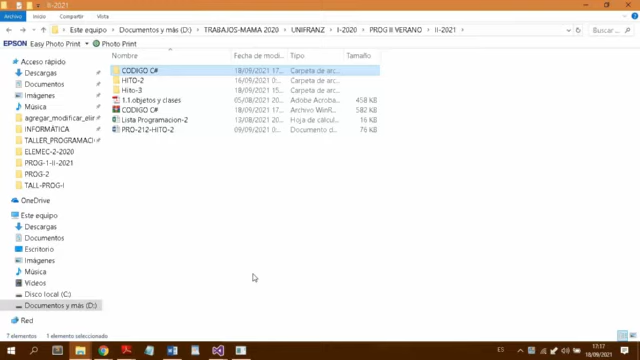 II-2021
Archivo Inicio Compartir Vista
Este equipo > Documentos y más (D:) > TRABAJOS-MAMA 2020 > UNIFRANZ > I-2020 > PROG II VERANO > II-2021 >
Buscar ...
EPSON Easy Photo Print Photo Print
Nombre Fecha de modi... Tipo Tamaño
Acceso rápido
Descargas
Documentos
Imágenes
Música
agregar_modificar_elir
INFORMÁTICA
TALLER_PROGRAMACI
ELEMEC-2-2020
PROG-1-II-2021
PROG-2
TALL-PROG-I
OneDrive
Este equipo
Descargas
Documentos
Escritorio
Imágenes
Música
Vídeos
Disco local (C:)
Documentos y más (D:)
Red
CODIGO C# 18/09/2021 17... Carpeta de arc...
HITO-2 16/09/2021 0:... Carpeta de arc...
Hito-3 18/09/2021 15... Carpeta de arc...
1.1.objetos y clases 05/08/2021 20... Adobe Acroba... 458 KB
CODIGO C# 18/09/2021 17... Archivo WinR... 582 KB
Lista Programacion-2 13/08/2021 20... Hoja de cálcu... 16 KB
PRO-212-HITO-2 09/09/2021 0:... Documento d... 76 KB
7 elementos 1 elemento seleccionado
ES 17:17
18/09/2021